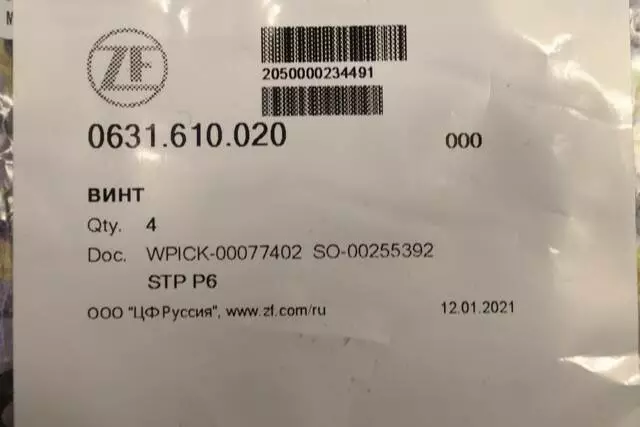 ZF
2050000234491
0631.610.020 000
ВИНТ
Qty. 4
Doc. WPICK-00077402 SO-00255392
STP P6
ООО "ЦФ Руссия", www.zf.com/ru 12.01.2021